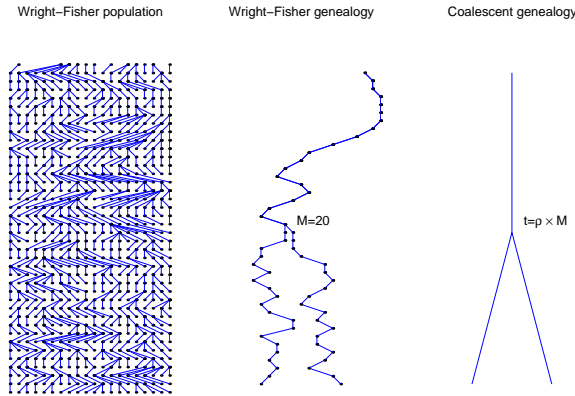 Wright−Fisher population
Wright−Fisher genealogy
Coalescent genealogy
M=20
t=ρ × M